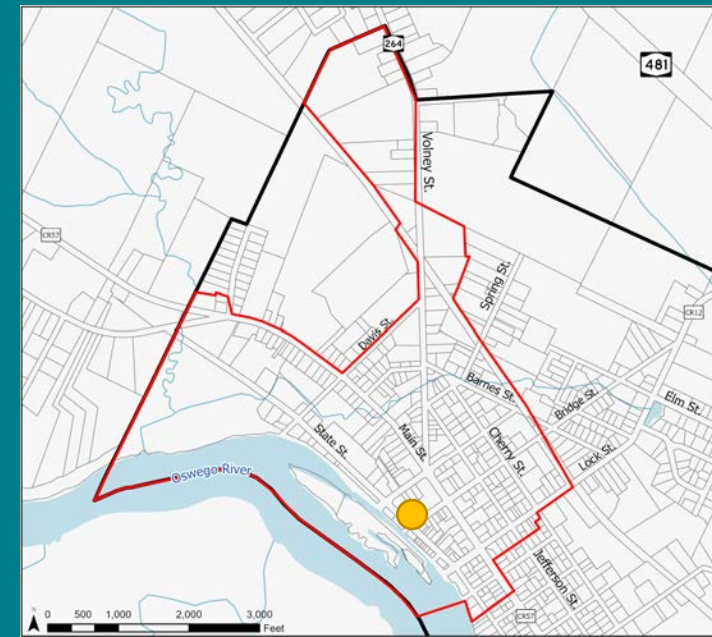 264
481
Volney St.
CR57
Spring St.
CR12
Davis St.
Barnes St.
Bridge St.
Elm St.
State St.
Main St.
Cherry St.
Lock St.
Oswego River
Jefferson St.
CR57
N
0 500 1,000 2,000 3,000
Feet